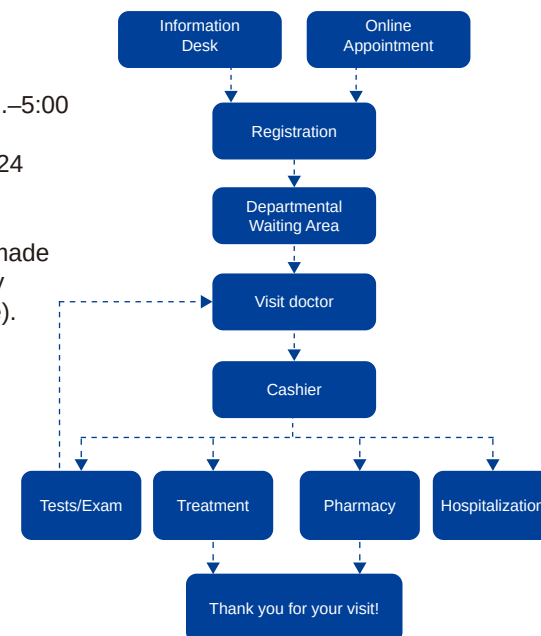 Information
Desk
Online
Appointment
.–5:00
Registration
24
Departmental
Waiting Area
made
Visit doctor
).
Cashier
Tests/Exam
Treatment
Pharmacy
Hospitalization
Thank you for your visit!